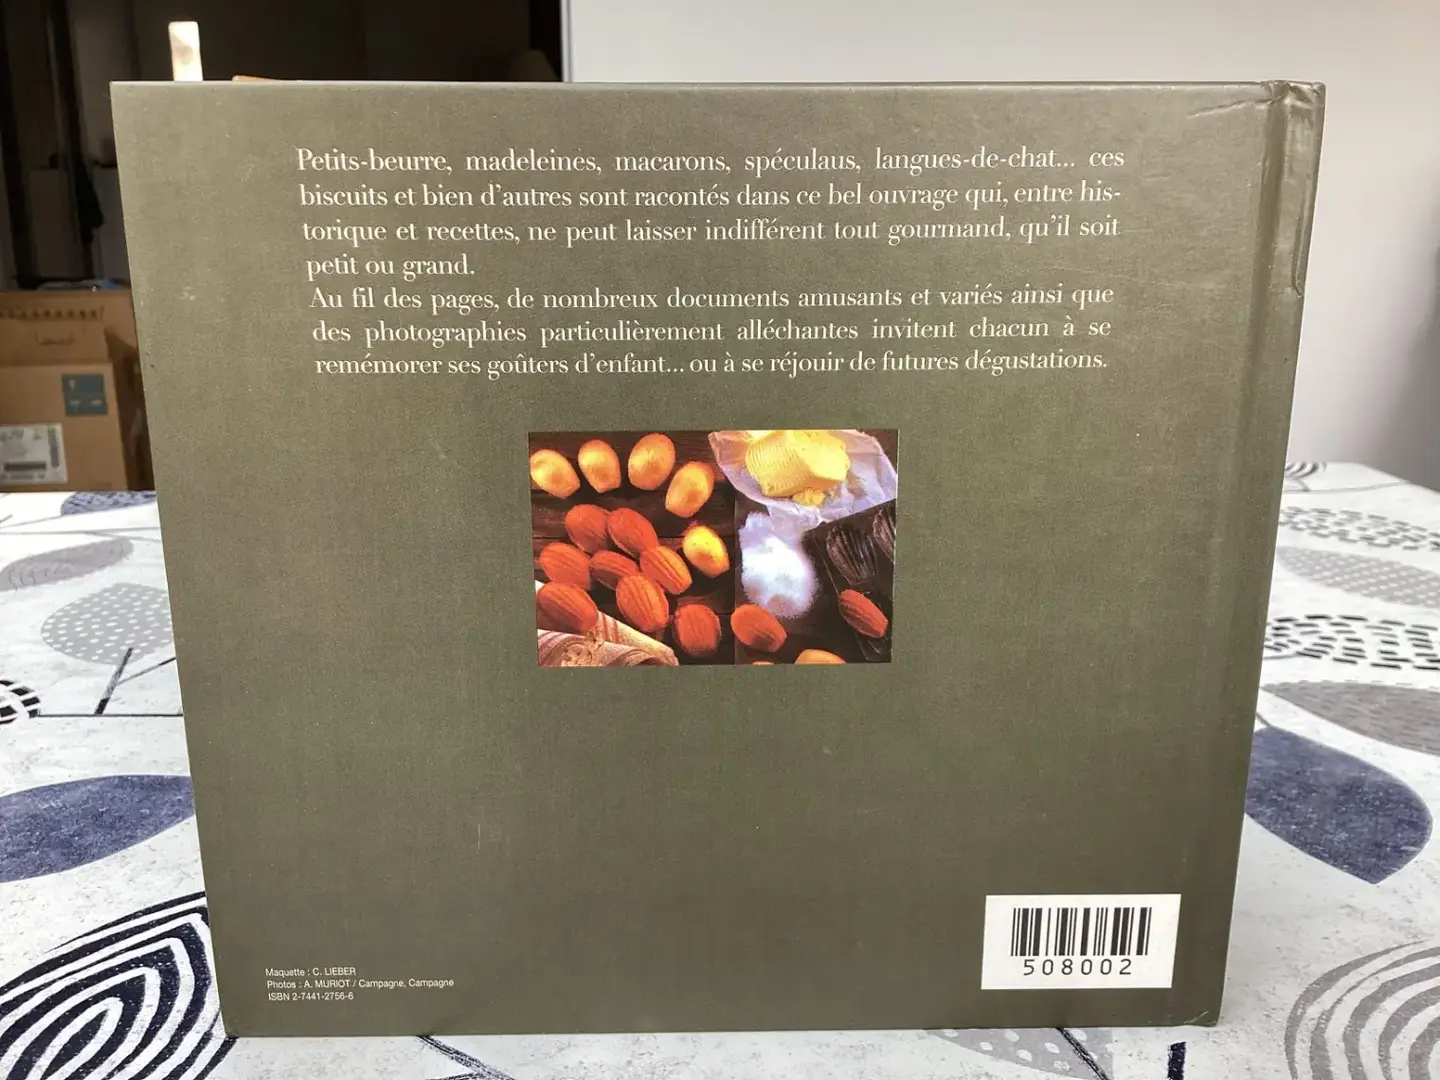 Petits-beurre, madeleines, macarons, spéculaus, langues-de-chat... ces
biscuits et bien d'autres sont racontés dans ce bel ouvrage qui, entre his-
torique et recettes, ne peut laisser indifférent tout gourmand, qu'il soit
petit ou grand.
Au fil des pages, de nombreux documents amusants et variés ainsi que
des photographies particulièrement alléchantes invitent chacun à se
remémorer ses goûters d'enfant... ou à se réjouir de futures dégustations.
Maquette : C. LIEBER
Photos : A. MURIOT / Campagne, Campagne
ISBN 2-7441-2756-6
508002